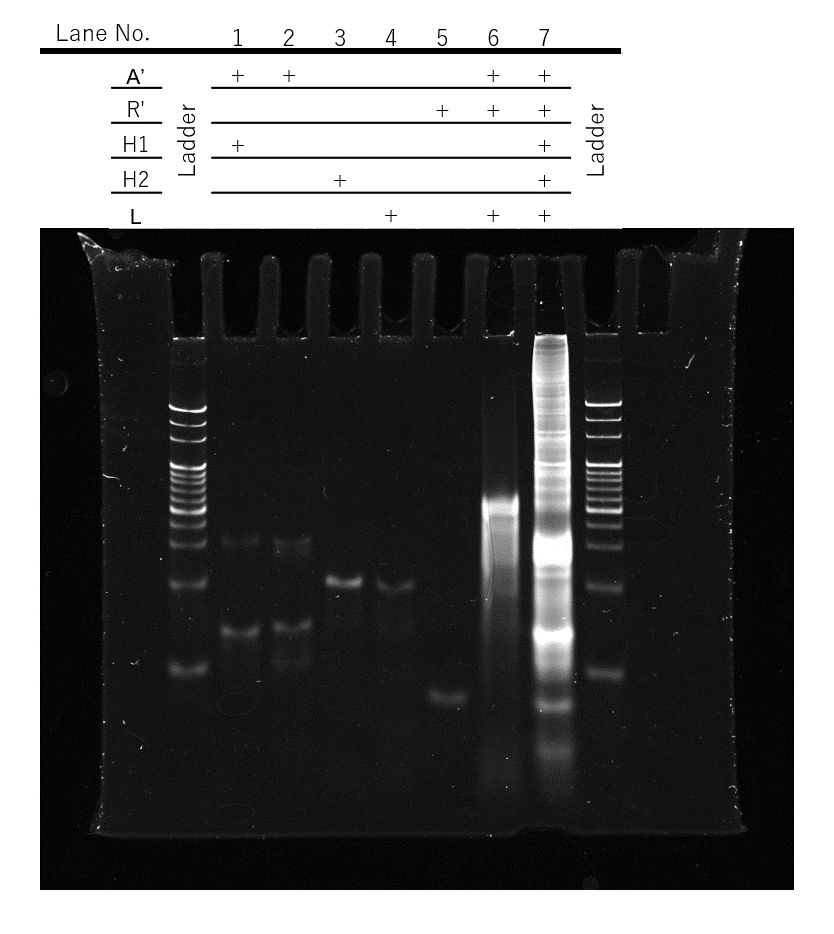 Lane No. 1 2 3 4 5 6 7
A' + + + +
R' + + +
H1 + +
H2 + +
L + + +
Ladder
Ladder